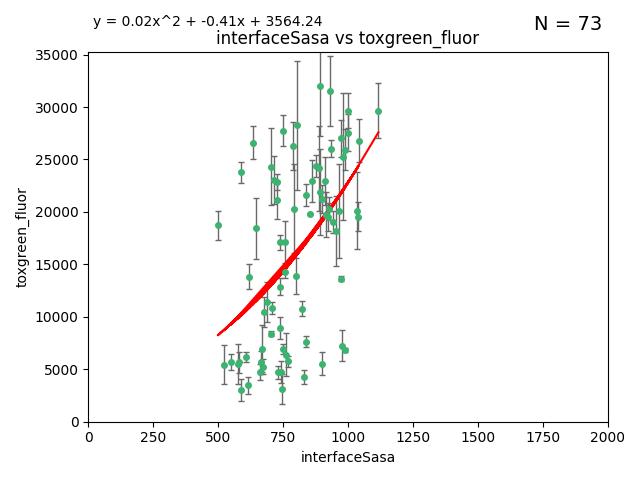 y = 0.02x^2 + -0.41x + 3564.24
N = 73
interfaceSasa vs toxgreen_fluor
35000
30000
25000
20000
15000
10000
5000
0
toxgreen_fluor
0 250 500 750 1000 1250 1500 1750 2000
interfaceSasa